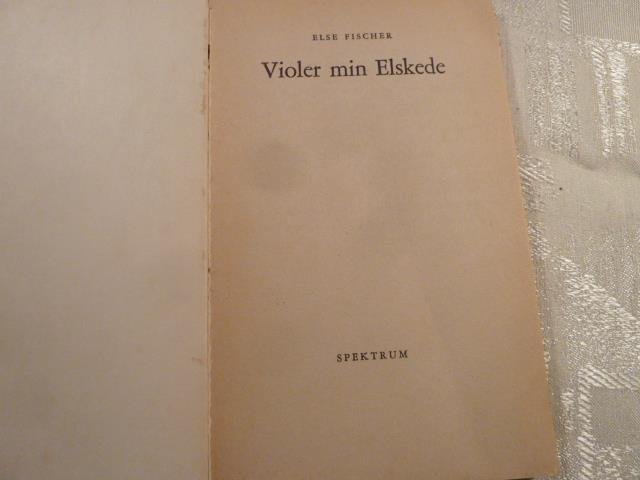 ELSE FISCHER
Violer min Elskede
SPEKTRUM